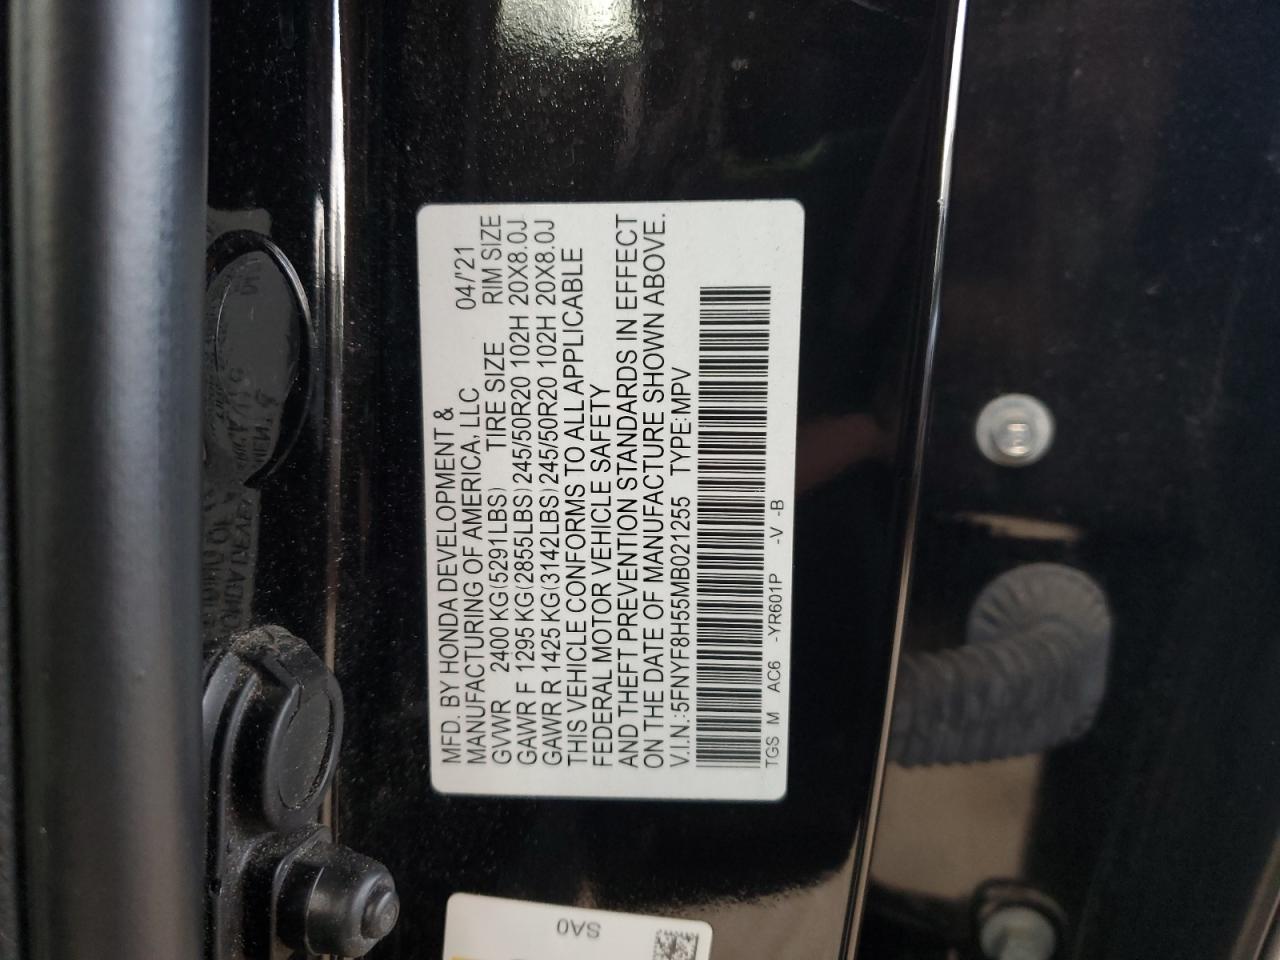 MFD. BY HONDA DEVELOPMENT &
MANUFACTURING OF AMERICA, LLC 04/'21
GVWR 2400 KG(5291LBS) TIRE SIZE RIM SIZE
GAWR F 1295 KG(2855LBS) 245/50R20 102H 20X8.0J
GAWR R 1425 KG(3142LBS) 245/50R20 102H 20X8.0J
THIS VEHICLE CONFORMS TO ALL APPLICABLE
FEDERAL MOTOR VEHICLE SAFETY
AND THEFT PREVENTION STANDARDS IN EFFECT
ON THE DATE OF MANUFACTURE SHOWN ABOVE.
V.I.N.:5FNYF8H55MB021255 TYPE:MPV
TGS M AC6 -YR601P -V -B
SA0